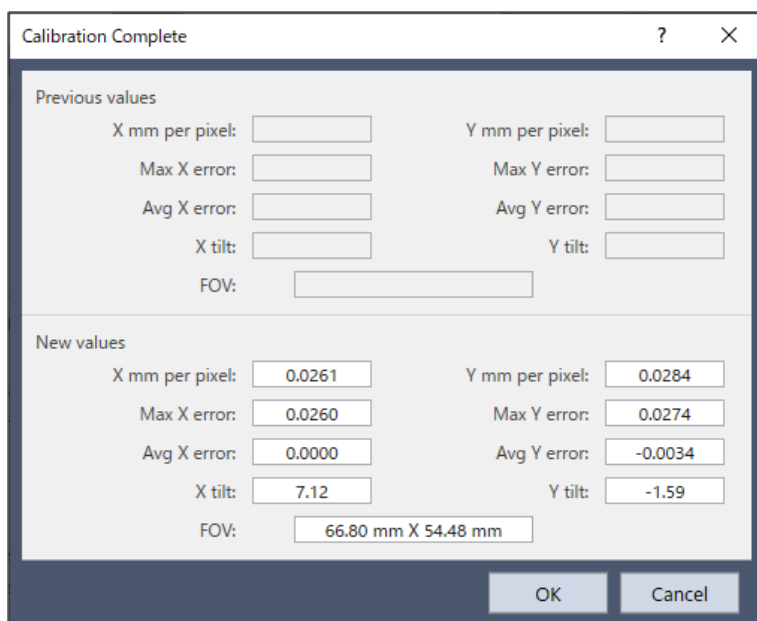 Calibration Complete ? ×
Previous values
X mm per pixel: Y mm per pixel:
Max X error: Max Y error:
Avg X error: Avg Y error:
X tilt: Y tilt:
FOV:
New values
X mm per pixel: 0.0261 Y mm per pixel: 0.0284
Max X error: 0.0260 Max Y error: 0.0274
Avg X error: 0.0000 Avg Y error: -0.0034
X tilt: 7.12 Y tilt: -1.59
FOV: 66.80 mm X 54.48 mm
OK Cancel